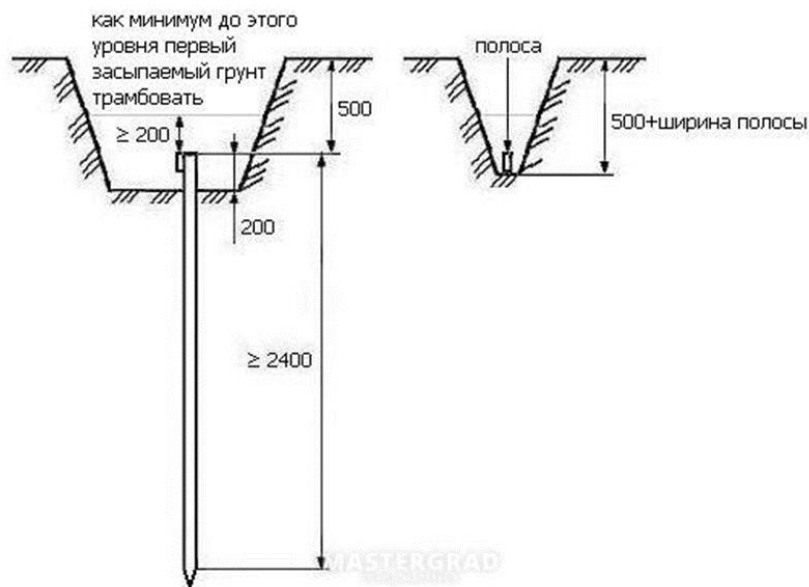 как минимум до этого
уровня первый
засыпаемый грунт
трамбовать
≥ 200
500
200
≥ 2400
полоса
500+ширина полосы
MASTERGRAD